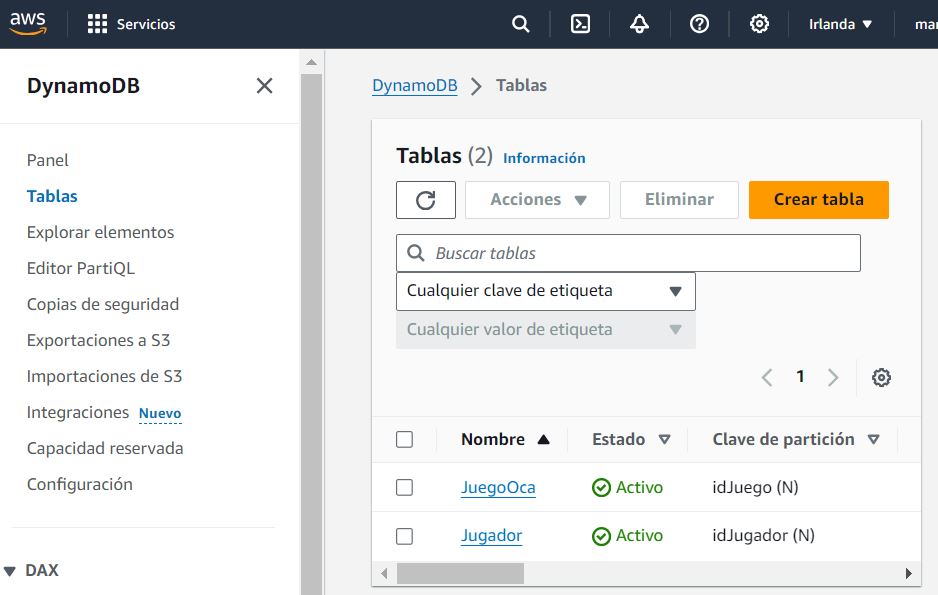 aws Servicios Irlanda
DynamoDB
Panel
Tablas
Explorar elementos
Editor PartiQL
Copias de seguridad
Exportaciones a S3
Importaciones de S3
Integraciones Nuevo
Capacidad reservada
Configuración
DAX
DynamoDB Tablas
Tablas (2) Información
Acciones Eliminar Crear tabla
Buscar tablas
Cualquier clave de etiqueta
Cualquier valor de etiqueta
1
Nombre Estado Clave de partición
JuegoOca Activo idJuego (N)
Jugador Activo idJugador (N)